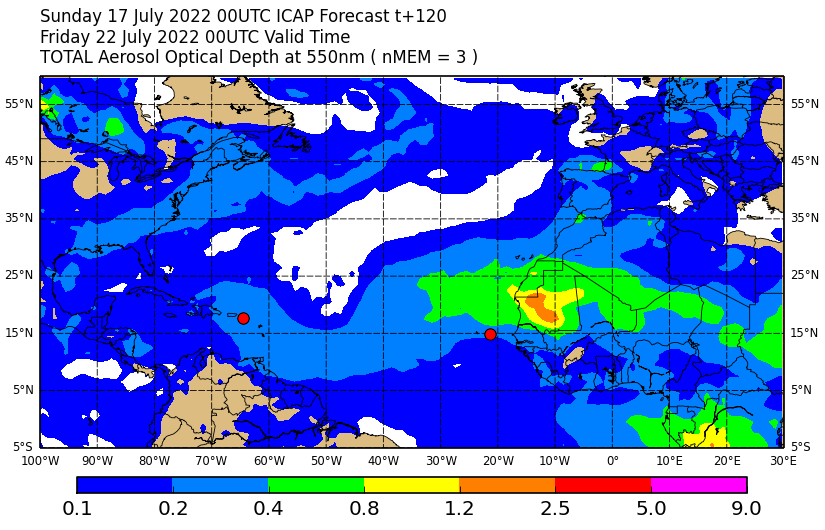 Sunday 17 July 2022 00UTC ICAP Forecast t+120
Friday 22 July 2022 00UTC Valid Time
TOTAL Aerosol Optical Depth at 550nm ( nMEM = 3 )
55°N 55°N
45°N 45°N
35°N 35°N
25°N 25°N
15°N 15°N
5°N 5°N
5°S 5°S
100°W 90°W 80°W 70°W 60°W 50°W 40°W 30°W 20°W 10°W 0° 10°E 20°E 30°E
0.1 0.2 0.4 0.8 1.2 2.5 5.0 9.0